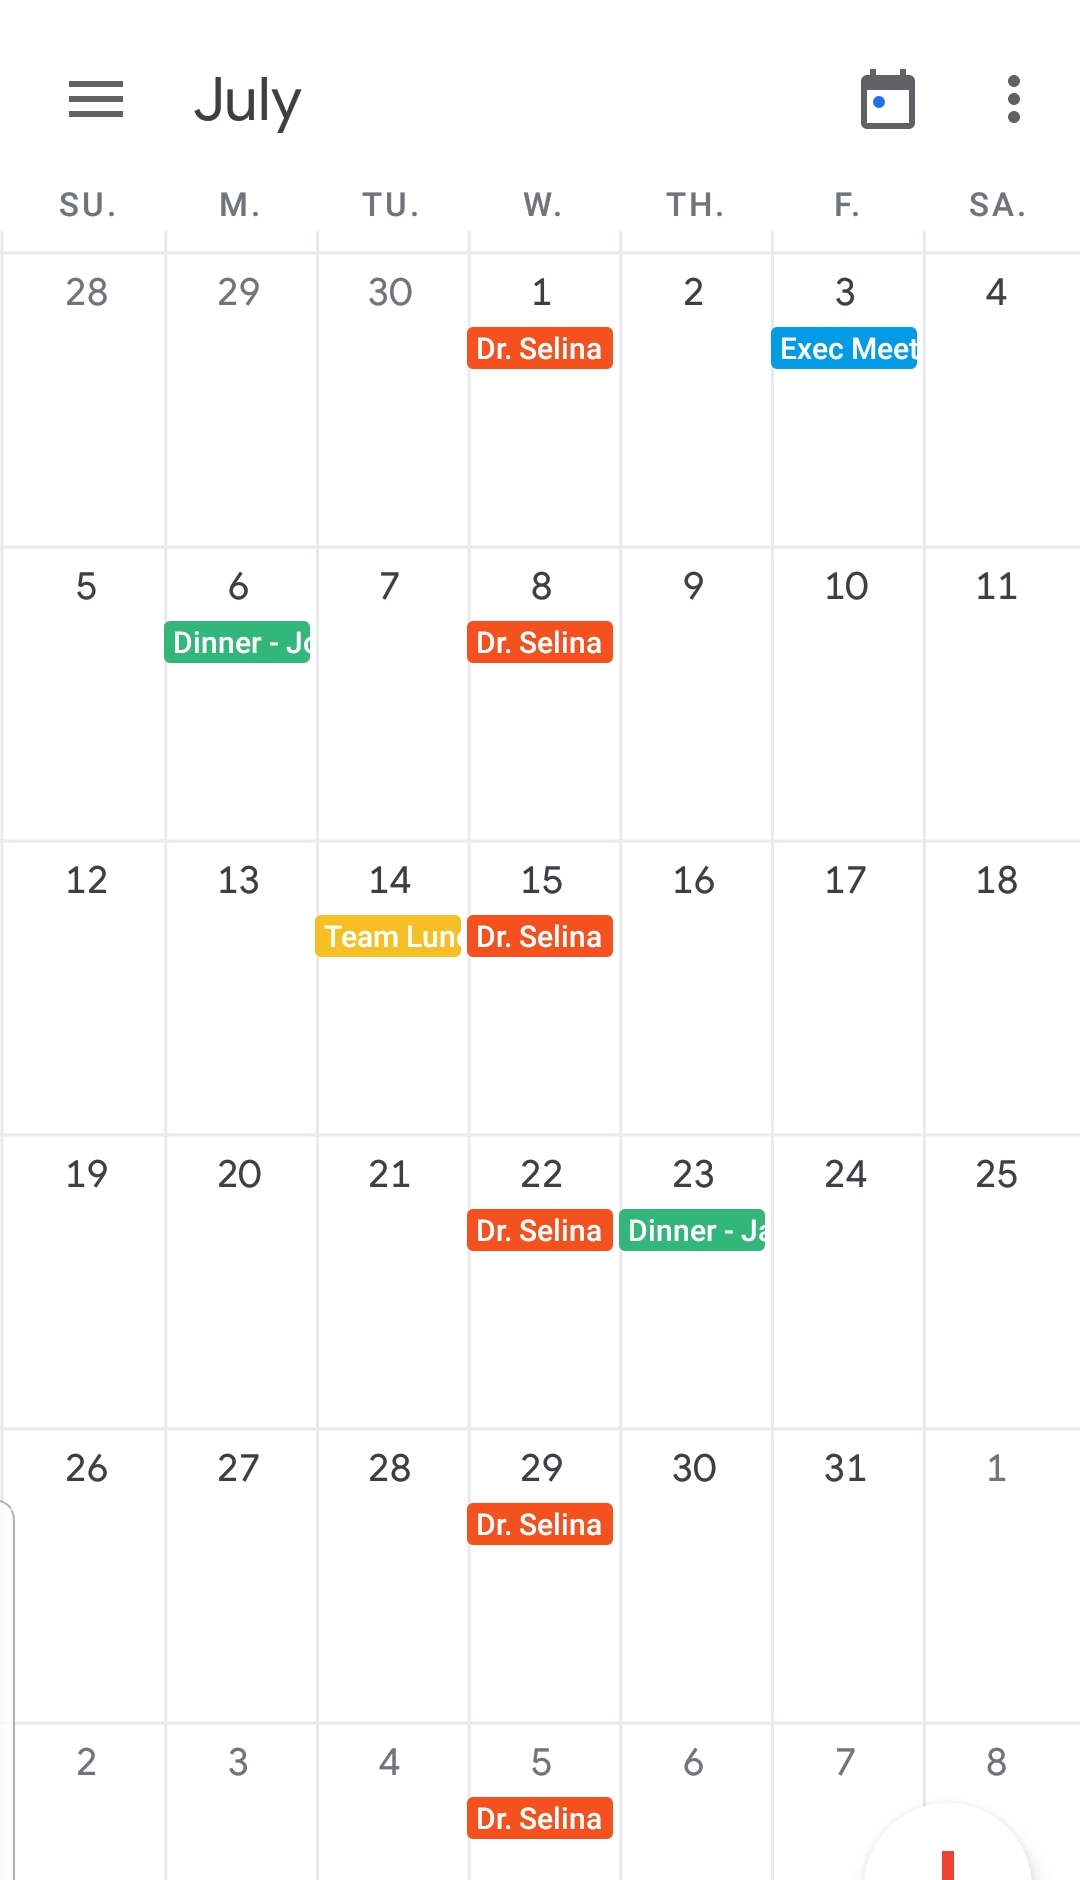 July
SU. M. TU. W. TH. F. SA.
28 29 30 1 2 3 4
Dr. Selina Exec Meet
5 6 7 8 9 10 11
Dinner - Jo Dr. Selina
12 13 14 15 16 17 18
Team Lunc Dr. Selina
19 20 21 22 23 24 25
Dr. Selina Dinner - Ja
26 27 28 29 30 31 1
Dr. Selina
2 3 4 5 6 7 8
Dr. Selina